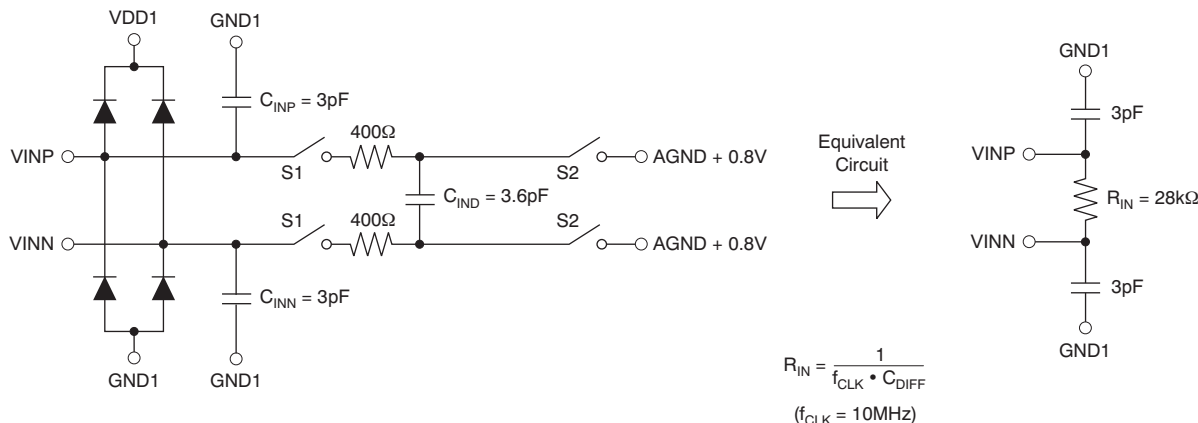 VDD1
GND1
C_INP = 3pF
VINP
S1
400Ω
S2
AGND + 0.8V
C_IND = 3.6pF
VINN
S1
400Ω
S2
AGND + 0.8V
C_INN = 3pF
GND1
GND1
Equivalent
Circuit
GND1
3pF
VINP
R_IN = 28kΩ
VINN
3pF
GND1
R_IN = 1 / f_CLK • C_DIFF
(f_CLK = 10MHz)